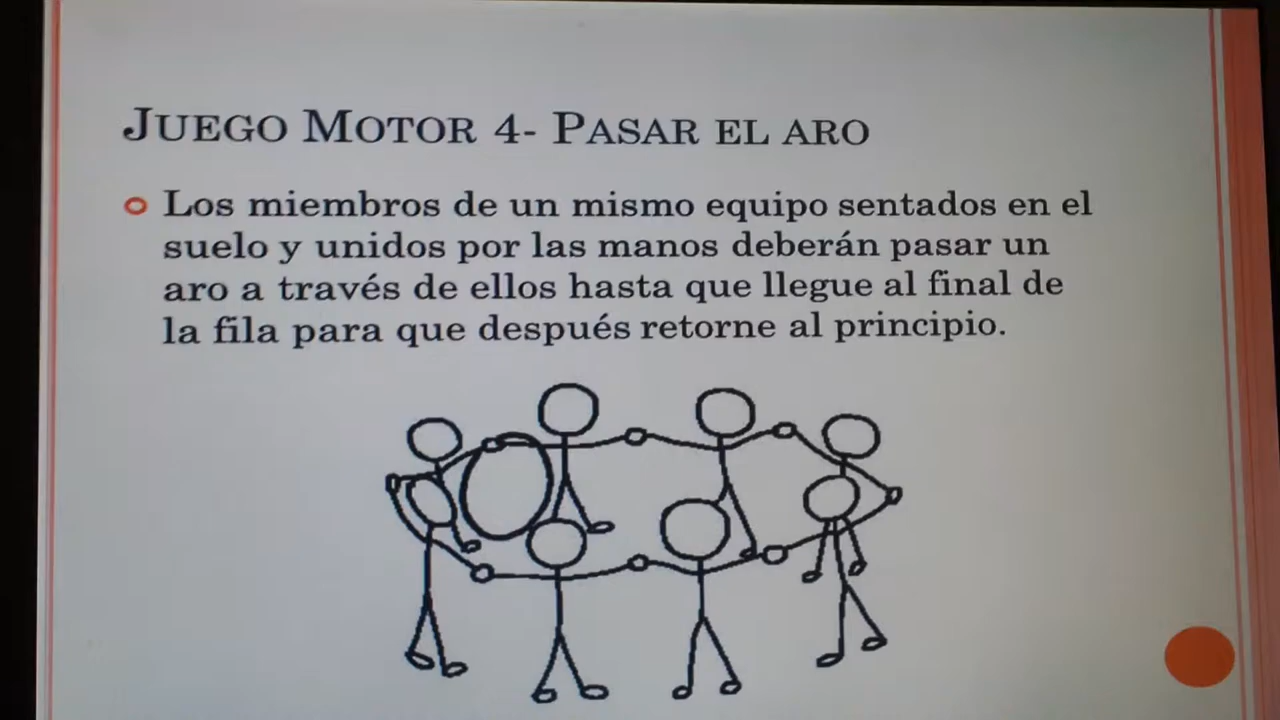 Juego Motor 4- Pasar el aro
Los miembros de un mismo equipo sentados en el
suelo y unidos por las manos deberán pasar un
aro a través de ellos hasta que llegue al final de
la fila para que después retorne al principio.